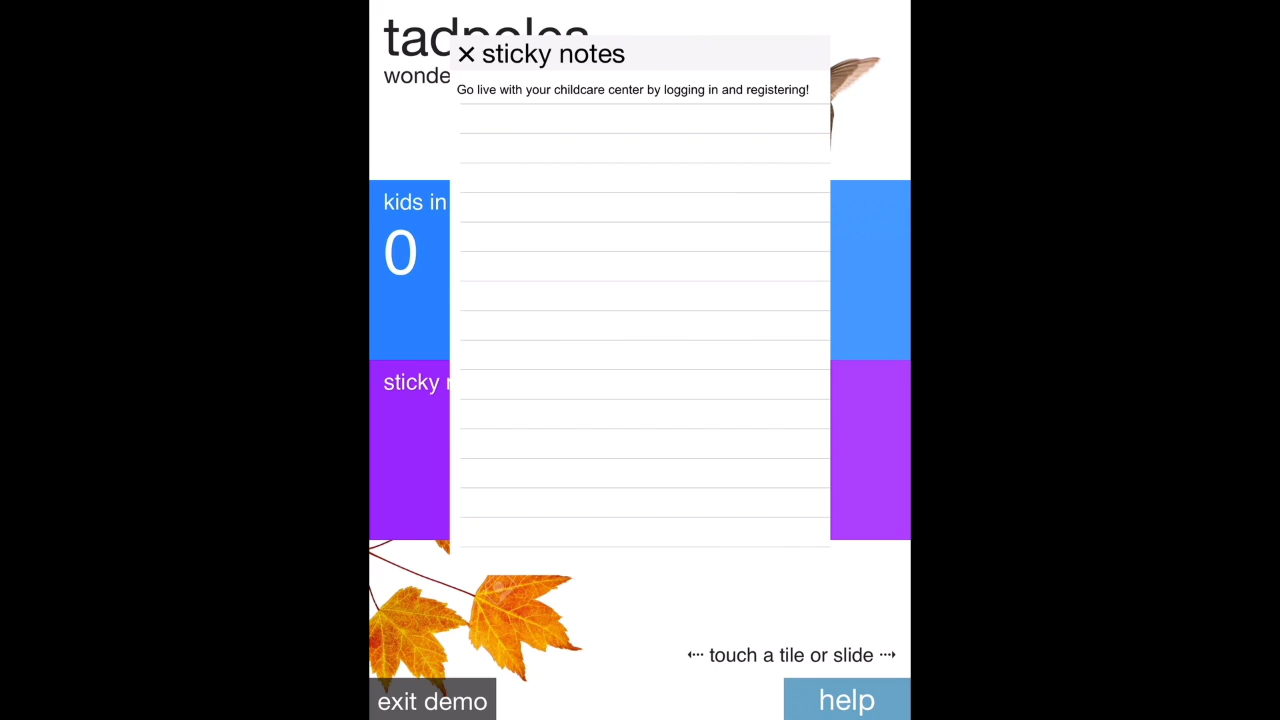 tadpoles
✕ sticky notes
wonde
Go live with your childcare center by logging in and registering!
kids in
0
sticky
touch a tile or slide
exit demo
help